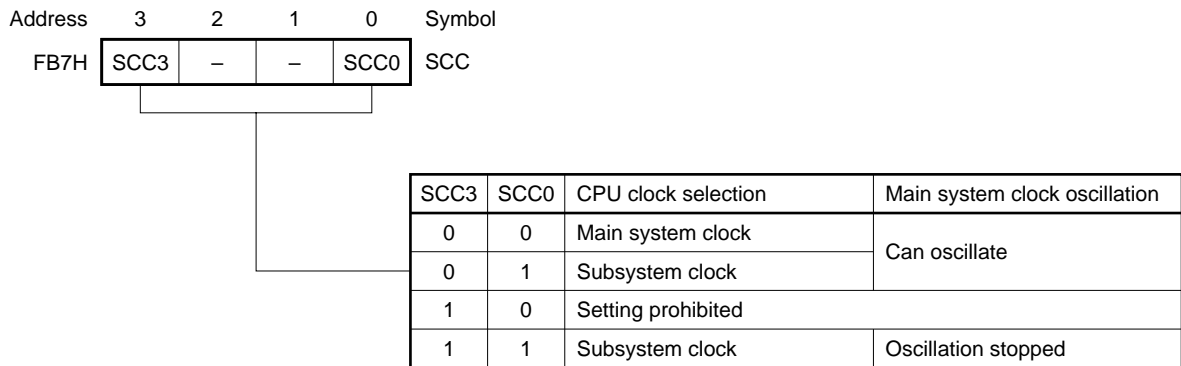 Address 3 2 1 0 Symbol
FB7H SCC3 – – SCC0 SCC
SCC3 SCC0 CPU clock selection Main system clock oscillation
0 0 Main system clock Can oscillate
0 1 Subsystem clock
1 0 Setting prohibited
1 1 Subsystem clock Oscillation stopped